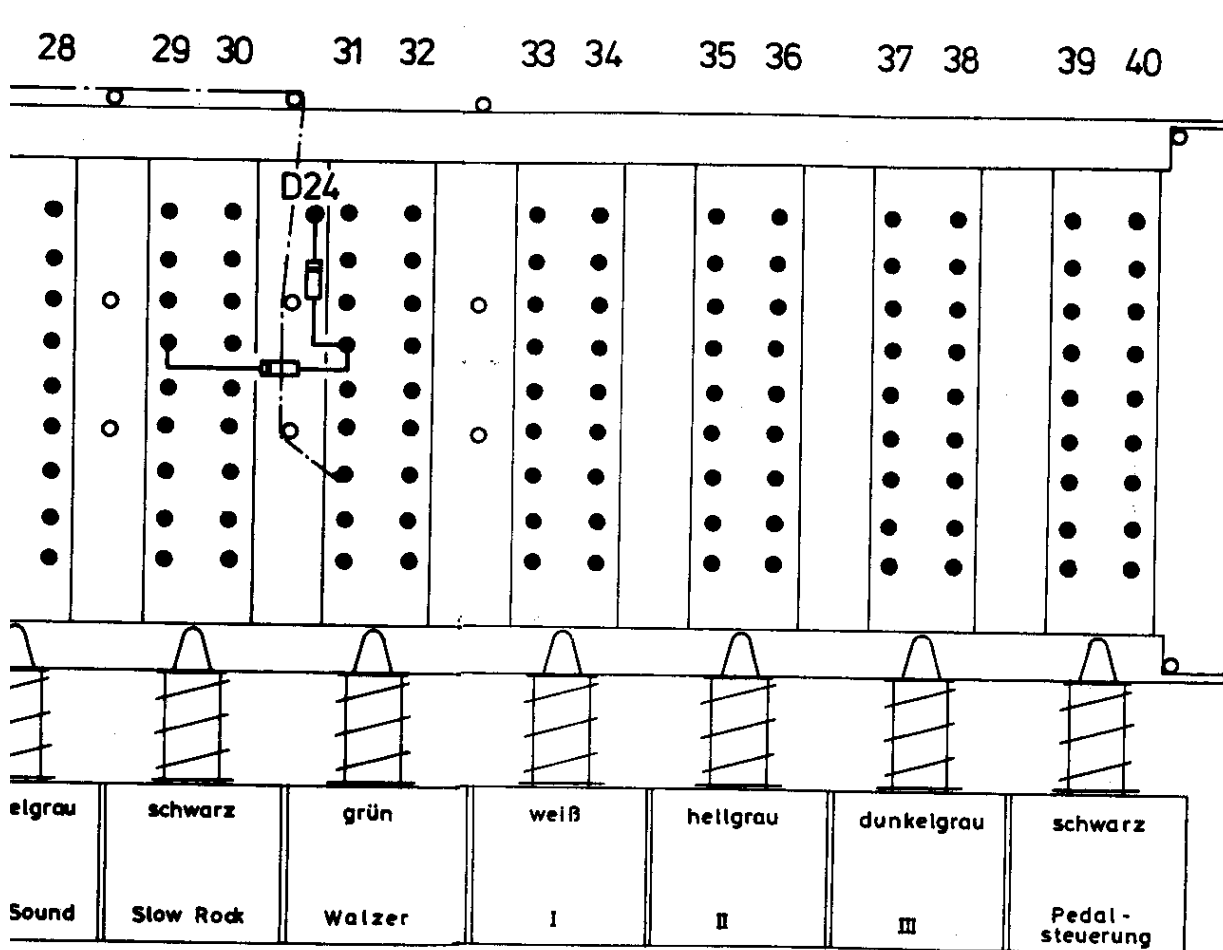 28 29 30 31 32 33 34 35 36 37 38 39 40
D24
elgrau schwarz grün weiß hellgrau dunkelgrau schwarz
Sound Slow Rock Walzer I II III Pedal-
steuerung